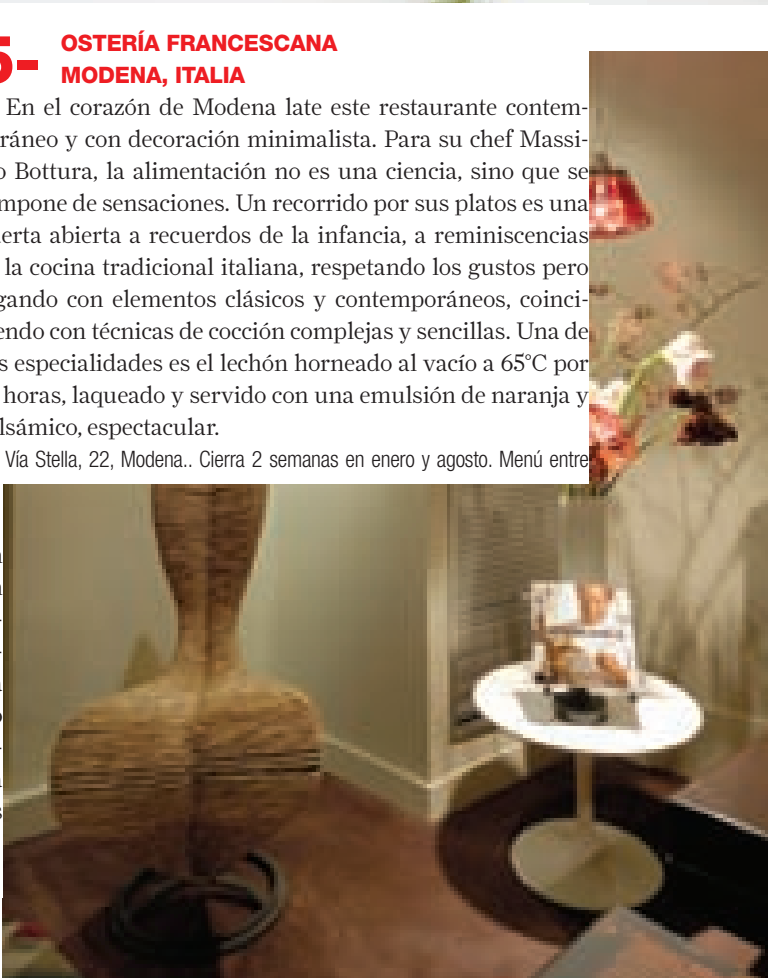 5- OSTERÍA FRANCESCANA
MODENA, ITALIA
En el corazón de Modena late este restaurante contem-
ráneo y con decoración minimalista. Para su chef Massi-
o Bottura, la alimentación no es una ciencia, sino que se
mpone de sensaciones. Un recorrido por sus platos es una
erta abierta a recuerdos de la infancia, a reminiscencias
la cocina tradicional italiana, respetando los gustos pero
gando con elementos clásicos y contemporáneos, coinci-
endo con técnicas de cocción complejas y sencillas. Una de
s especialidades es el lechón horneado al vacío a 65°C por
horas, laqueado y servido con una emulsión de naranja y
lsámico, espectacular.
Vía Stella, 22, Modena.. Cierra 2 semanas en enero y agosto. Menú entre